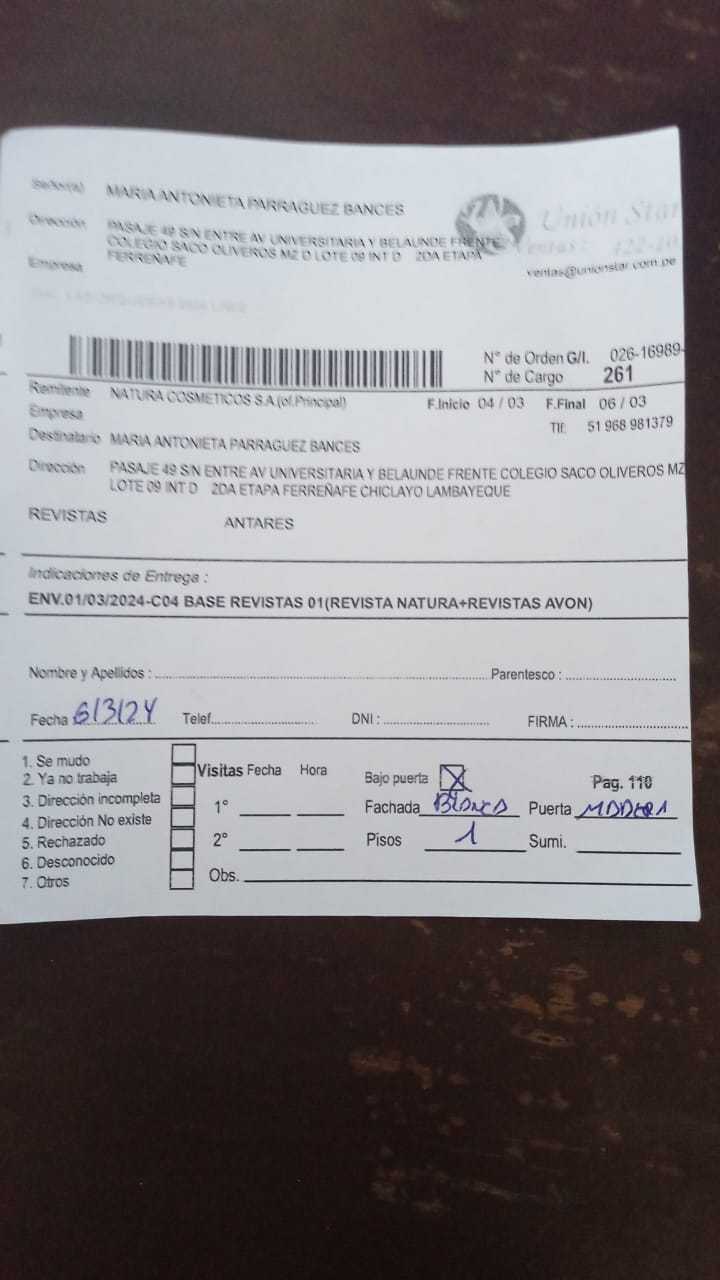 Señor(a) MARIA ANTONIETA PARRAGUEZ BANCES
Unión Star
Dirección PASAJE 49 S/N ENTRE AV UNIVERSITARIA Y BELAUNDE FRENTE
COLEGIO SACO OLIVEROS MZ D LOTE 09 INT D 2DA ETAPA
FERREÑAFE
Ventas: 422-10
Empresa
ventas@unionstar.com.pe
N° de Orden G/I. 026-16989-
N° de Cargo 261
Remitente NATURA COSMETICOS S.A.(of.Principal)
F.Inicio 04 / 03 F.Final 06 / 03
Empresa
Tlf: 51 968 981379
Destinatario MARIA ANTONIETA PARRAGUEZ BANCES
Dirección PASAJE 49 S/N ENTRE AV UNIVERSITARIA Y BELAUNDE FRENTE COLEGIO SACO OLIVEROS MZ
LOTE 09 INT D 2DA ETAPA FERREÑAFE CHICLAYO LAMBAYEQUE
REVISTAS ANTARES
Indicaciones de Entrega :
ENV.01/03/2024-C04 BASE REVISTAS 01(REVISTA NATURA+REVISTAS AVON)
Nombre y Apellidos : Parentesco :
Fecha 6/3/24 Telef. DNI : FIRMA :
1. Se mudo
2. Ya no trabaja
3. Dirección incompleta
4. Dirección No existe
5. Rechazado
6. Desconocido
7. Otros
Visitas Fecha Hora
1°
2°
Obs.
Bajo puerta X Pag. 110
Fachada BLANCO Puerta MADERA
Pisos 1 Sumi.